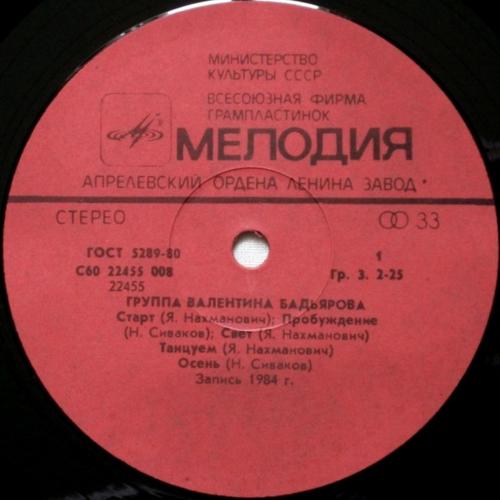 МИНИСТЕРСТВО
КУЛЬТУРЫ СССР
ВСЕСОЮЗНАЯ ФИРМА
ГРАМПЛАСТИНОК
МЕЛОДИЯ
АПРЕЛЕВСКИЙ ОРДЕНА ЛЕНИНА ЗАВОД
СТЕРЕО 33
ГОСТ 5289-80 1
С60 22455 008 Гр. 3. 2-25
22455
ГРУППА ВАЛЕНТИНА БАДЬЯРОВА
Старт (Я. Нахманович); Пробуждение
(Н. Сиваков); Свет (Я. Нахманович)
Танцуем (Я. Нахманович)
Осень (Н. Сиваков)
Запись 1984 г.